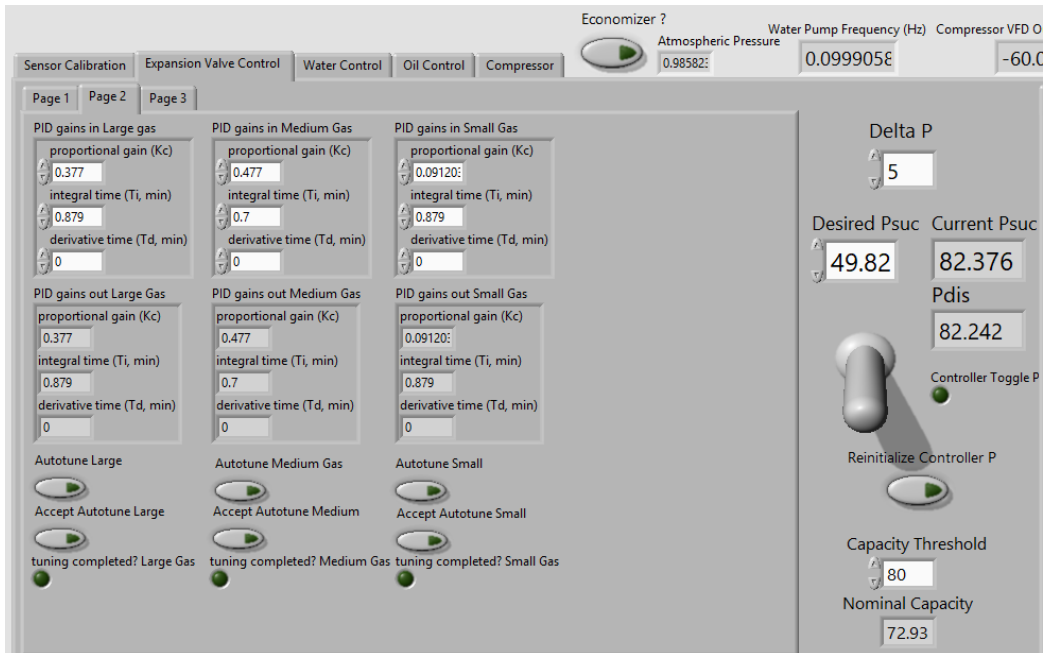 Economizer ?
Atmospheric Pressure
0.98582
Water Pump Frequency (Hz)
0.0999058
Compressor VFD O
-60.0
Sensor Calibration
Expansion Valve Control
Water Control
Oil Control
Compressor
Page 1
Page 2
Page 3
PID gains in Large gas
proportional gain (Kc)
0.377
integral time (Ti, min)
0.879
derivative time (Td, min)
0
PID gains in Medium Gas
proportional gain (Kc)
0.477
integral time (Ti, min)
0.7
derivative time (Td, min)
0
PID gains in Small Gas
proportional gain (Kc)
0.09120
integral time (Ti, min)
0.879
derivative time (Td, min)
0
PID gains out Large Gas
proportional gain (Kc)
0.377
integral time (Ti, min)
0.879
derivative time (Td, min)
0
PID gains out Medium Gas
proportional gain (Kc)
0.477
integral time (Ti, min)
0.7
derivative time (Td, min)
0
PID gains out Small Gas
proportional gain (Kc)
0.09120
integral time (Ti, min)
0.879
derivative time (Td, min)
0
Autotune Large
Autotune Medium Gas
Autotune Small
Accept Autotune Large
Accept Autotune Medium
Accept Autotune Small
tuning completed? Large Gas
tuning completed? Medium Gas
tuning completed? Small Gas
Delta P
5
Desired Psuc
49.82
Current Psuc
82.376
Pdis
82.242
Controller Toggle P
Reinitialize Controller P
Capacity Threshold
80
Nominal Capacity
72.93